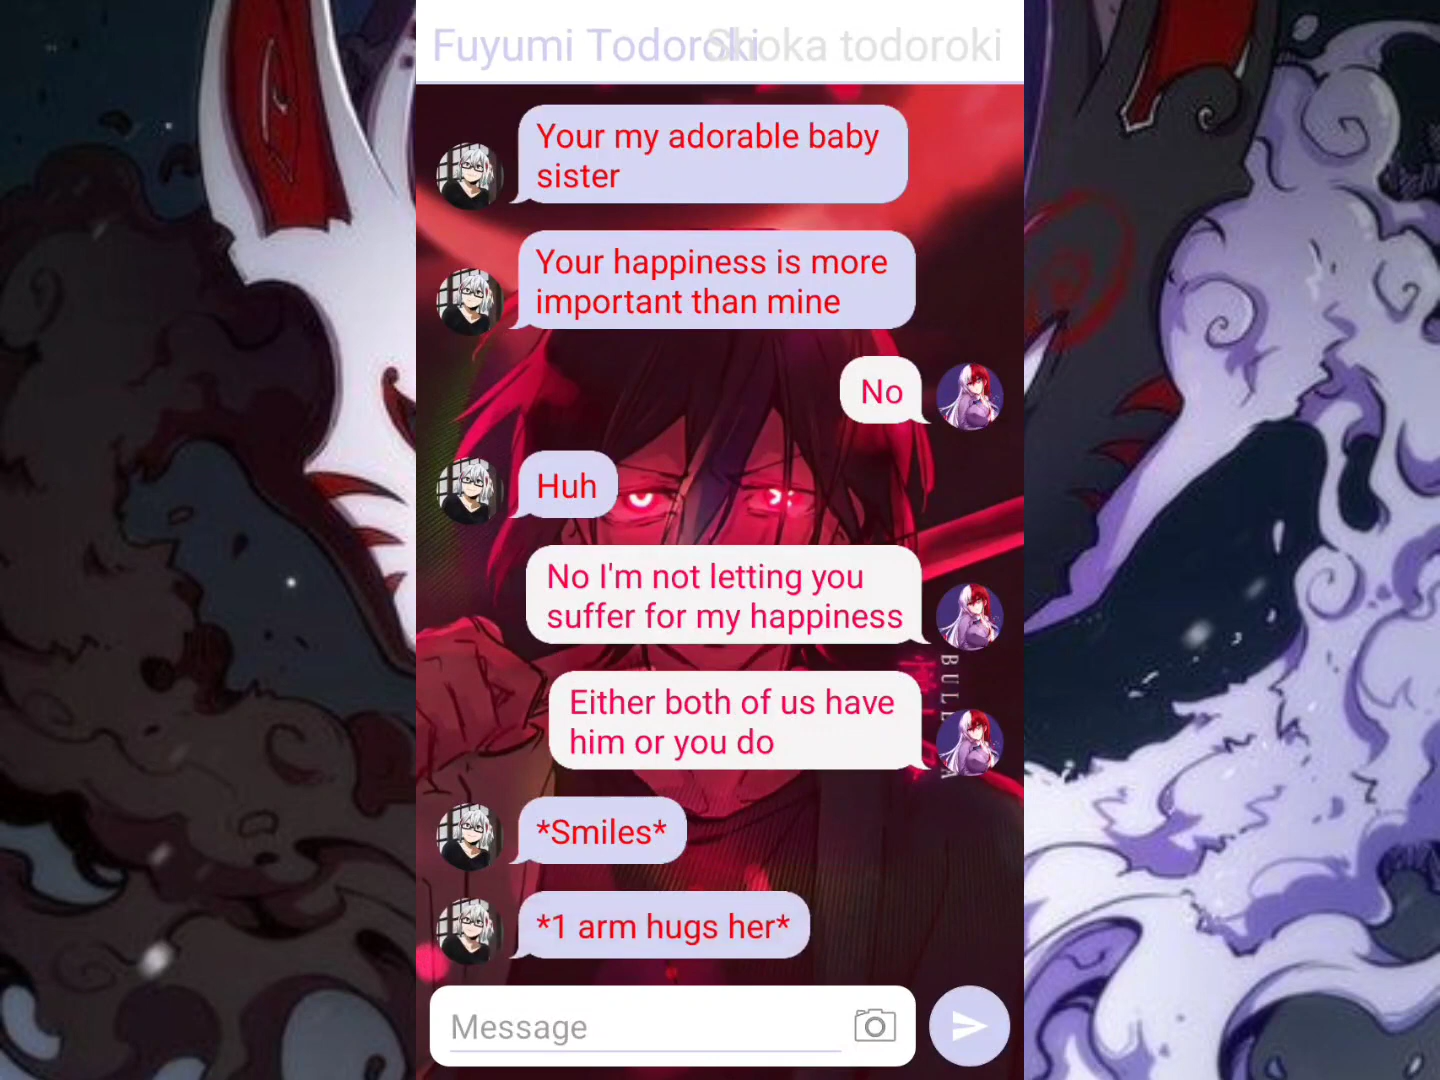 Fuyumi Todoroki Shoka todoroki
Your my adorable baby
sister
Your happiness is more
important than mine
No
Huh
No I'm not letting you
suffer for my happiness
Either both of us have
him or you do
*Smiles*
*1 arm hugs her*
Message